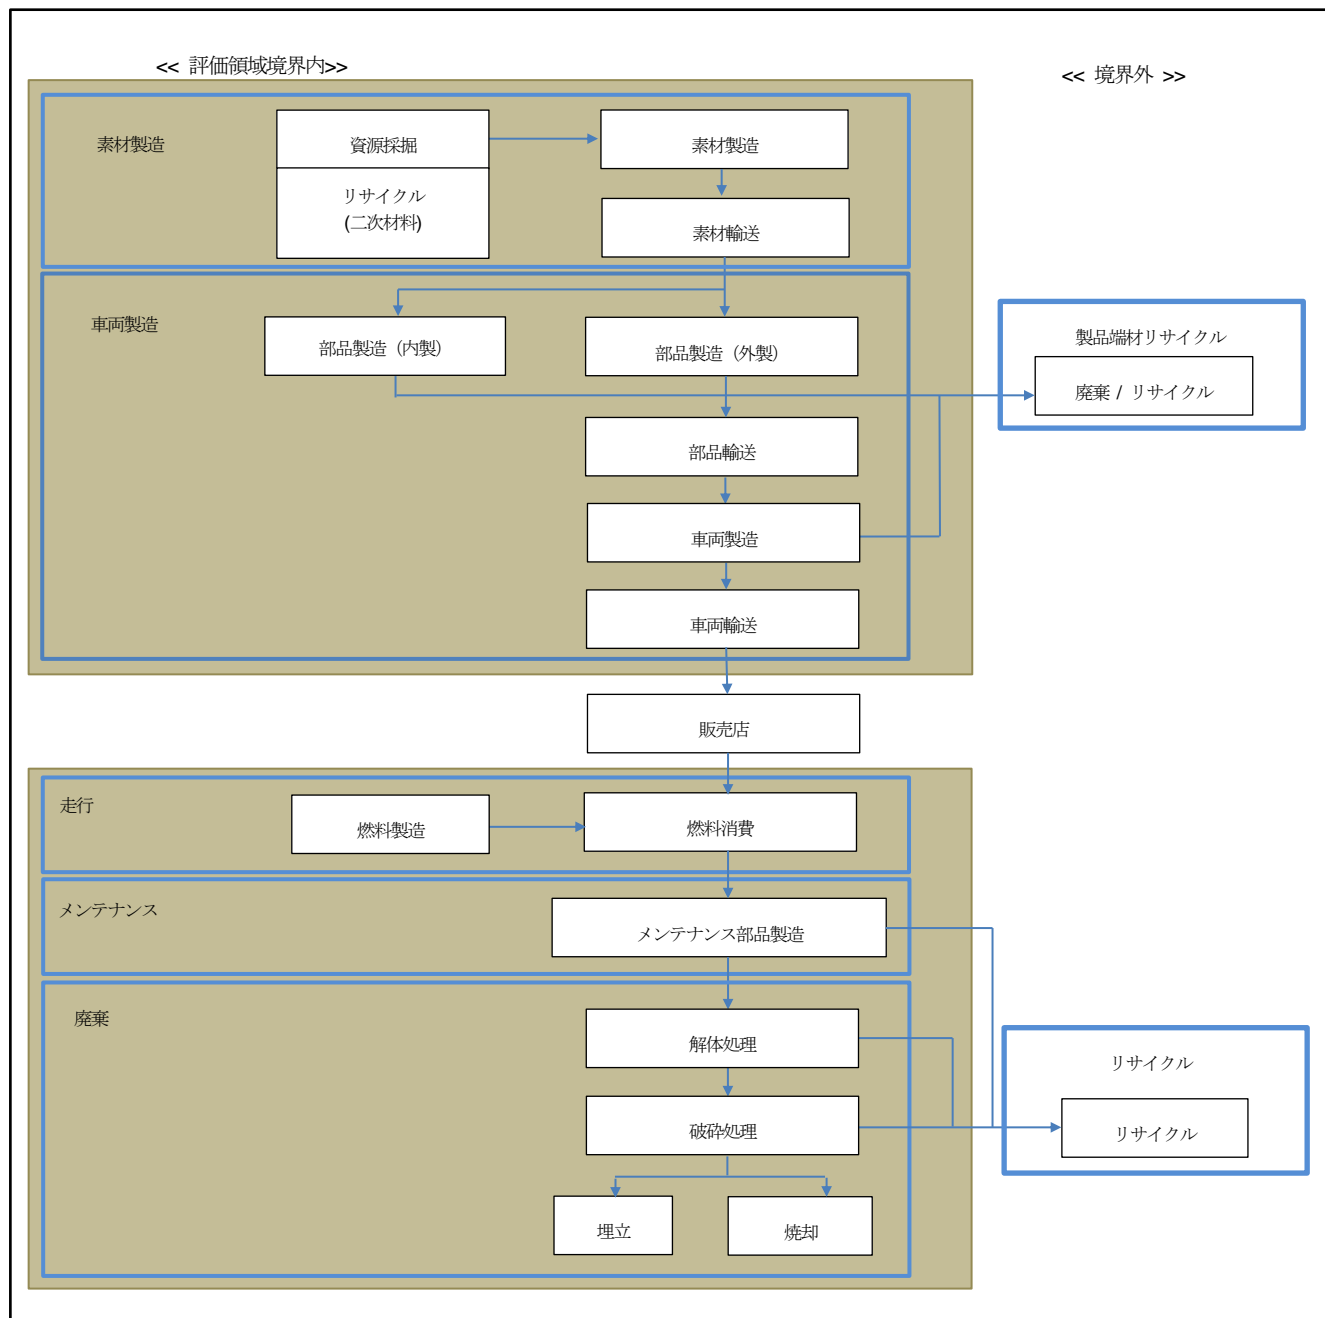 << 評価領域境界内>>
<< 境界外 >>
素材製造
資源採掘
素材製造
リサイクル
(二次材料)
素材輸送
車両製造
部品製造（内製）
部品製造（外製）
製品端材リサイクル
廃棄 / リサイクル
部品輸送
車両製造
車両輸送
販売店
走行
燃料製造
燃料消費
メンテナンス
メンテナンス部品製造
廃棄
解体処理
リサイクル
破砕処理
リサイクル
埋立
焼却